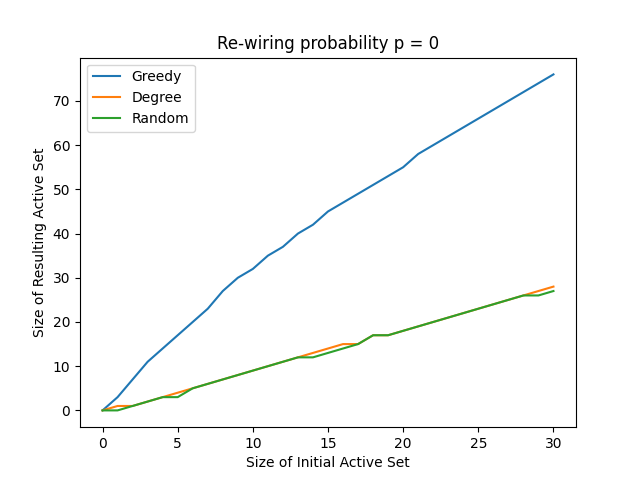 Re-wiring probability p = 0
Greedy
Degree
Random
Size of Resulting Active Set
70
60
50
40
30
20
10
0
0 5 10 15 20 25 30
Size of Initial Active Set